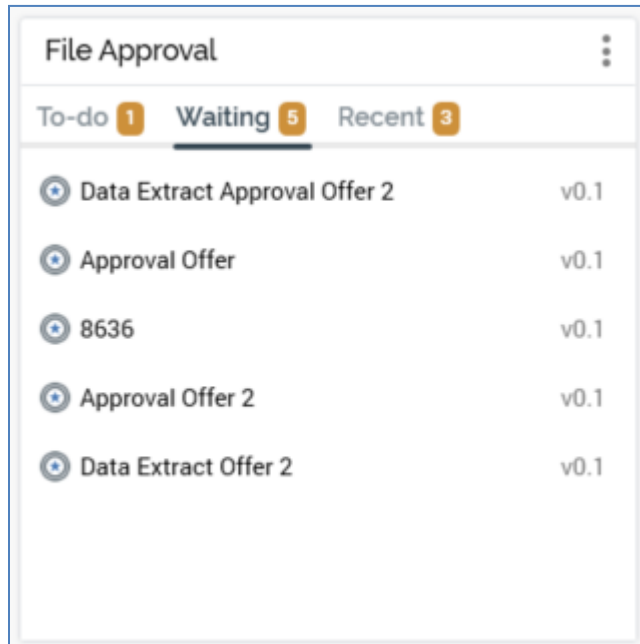 File Approval
To-do 1 Waiting 5 Recent 3
Data Extract Approval Offer 2 v0.1
Approval Offer v0.1
8636 v0.1
Approval Offer 2 v0.1
Data Extract Offer 2 v0.1